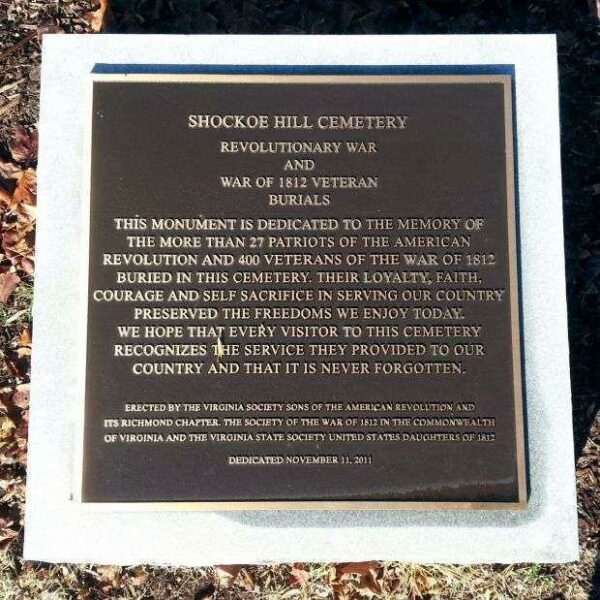 SHOCKOE HILL CEMETERY
REVOLUTIONARY WAR
AND
WAR OF 1812 VETERAN
BURIALS
THIS MONUMENT IS DEDICATED TO THE MEMORY OF
THE MORE THAN 27 PATRIOTS OF THE AMERICAN
REVOLUTION AND 400 VETERANS OF THE WAR OF 1812
BURIED IN THIS CEMETERY. THEIR LOYALTY, FAITH,
COURAGE AND SELF SACRIFICE IN SERVING OUR COUNTRY
PRESERVED THE FREEDOMS WE ENJOY TODAY.
WE HOPE THAT EVERY VISITOR TO THIS CEMETERY
RECOGNIZES THE SERVICE THEY PROVIDED TO OUR
COUNTRY AND THAT IT IS NEVER FORGOTTEN.
ERECTED BY THE VIRGINIA SOCIETY SONS OF THE AMERICAN REVOLUTION AND
ITS RICHMOND CHAPTER. THE SOCIETY OF THE WAR OF 1812 IN THE COMMONWEALTH
OF VIRGINIA AND THE VIRGINIA STATE SOCIETY UNITED STATES DAUGHTERS OF 1812
DEDICATED NOVEMBER 11, 2011